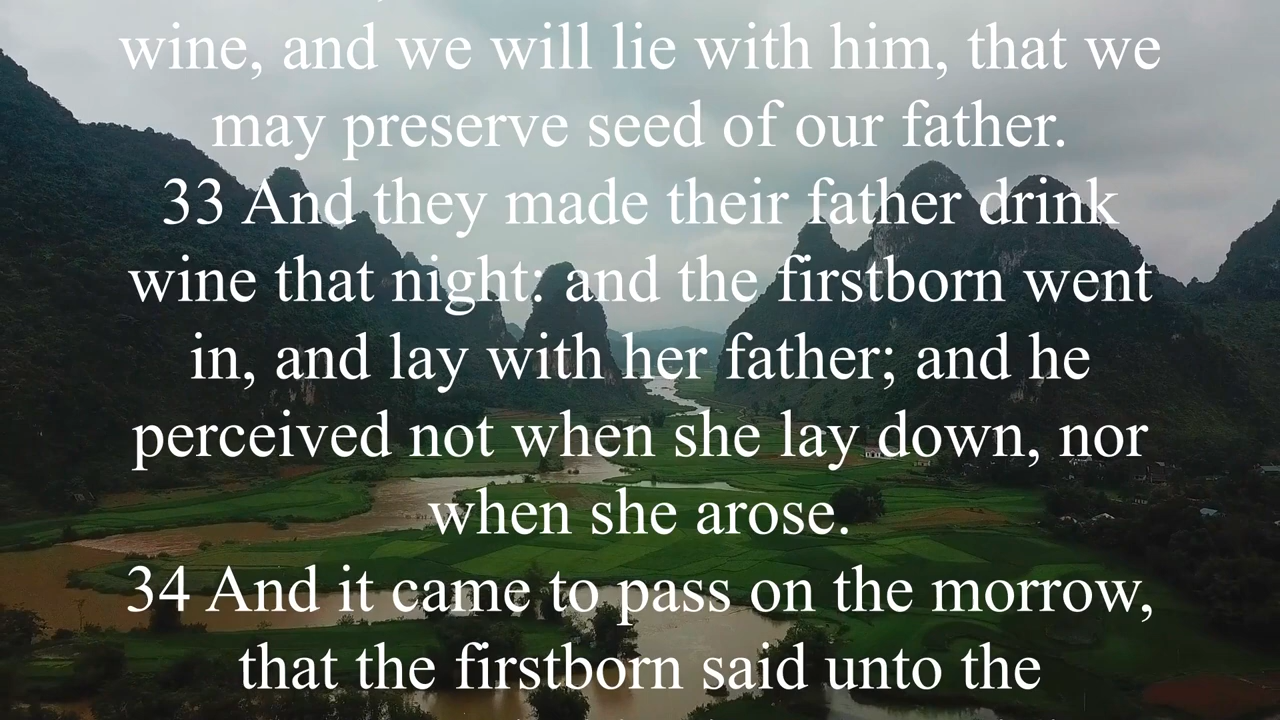 wine, and we will lie with him, that we
may preserve seed of our father.
33 And they made their father drink
wine that night: and the firstborn went
in, and lay with her father; and he
perceived not when she lay down, nor
when she arose.
34 And it came to pass on the morrow,
that the firstborn said unto the